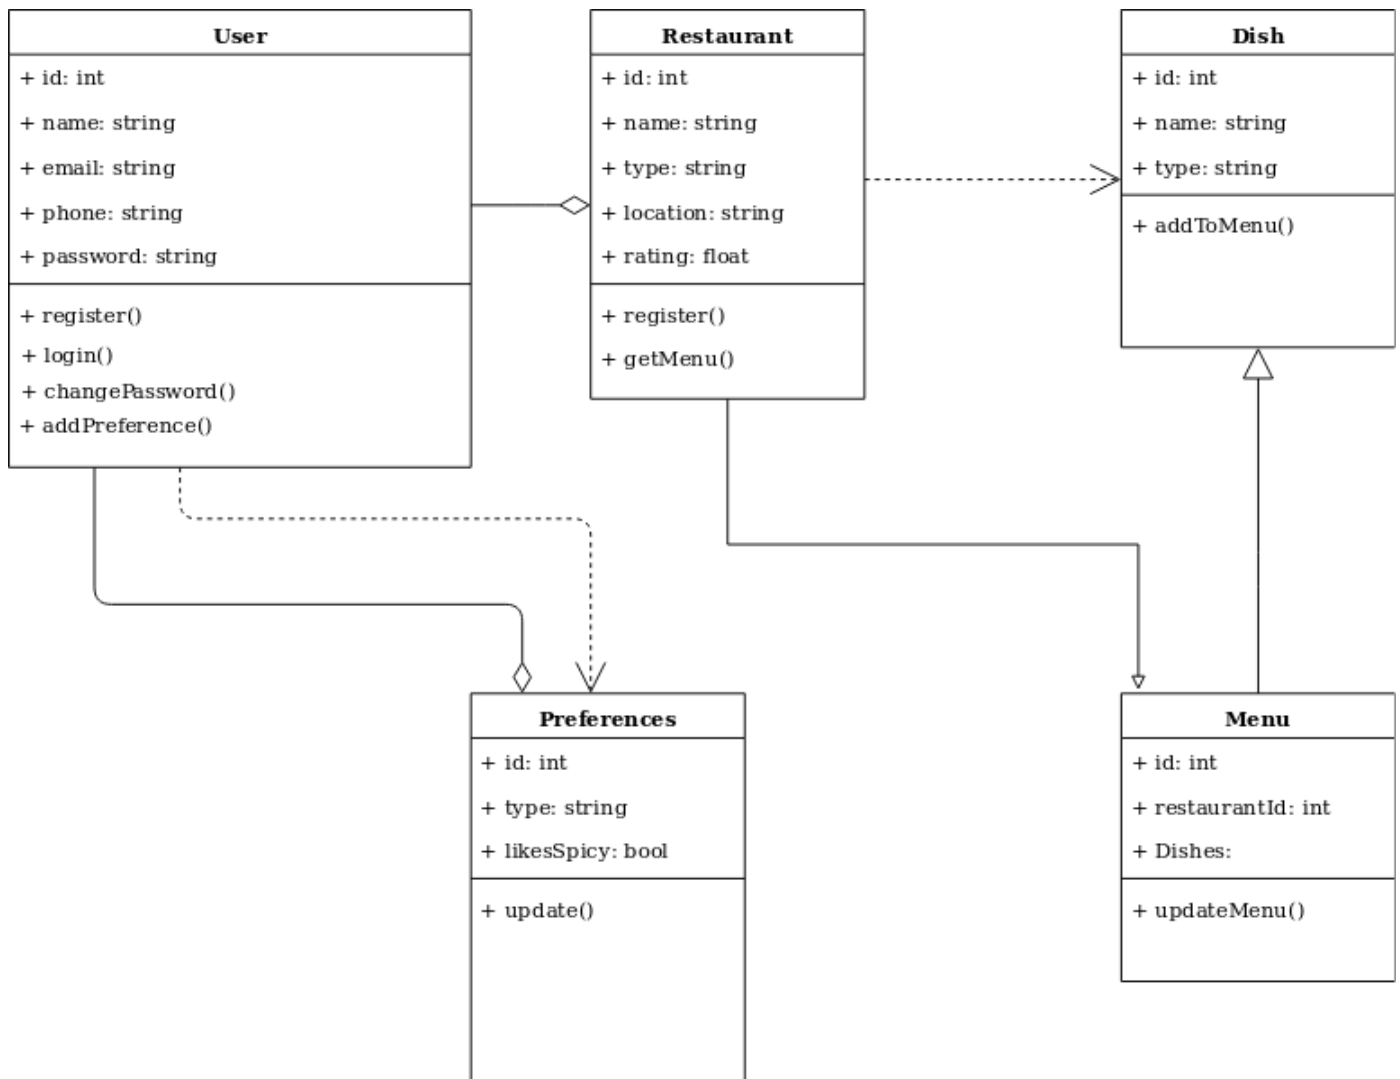 User
+ id: int
+ name: string
+ email: string
+ phone: string
+ password: string
+ register()
+ login()
+ changePassword()
+ addPreference()
Restaurant
+ id: int
+ name: string
+ type: string
+ location: string
+ rating: float
+ register()
+ getMenu()
Dish
+ id: int
+ name: string
+ type: string
+ addToMenu()
Preferences
+ id: int
+ type: string
+ likesSpicy: bool
+ update()
Menu
+ id: int
+ restaurantId: int
+ Dishes:
+ updateMenu()